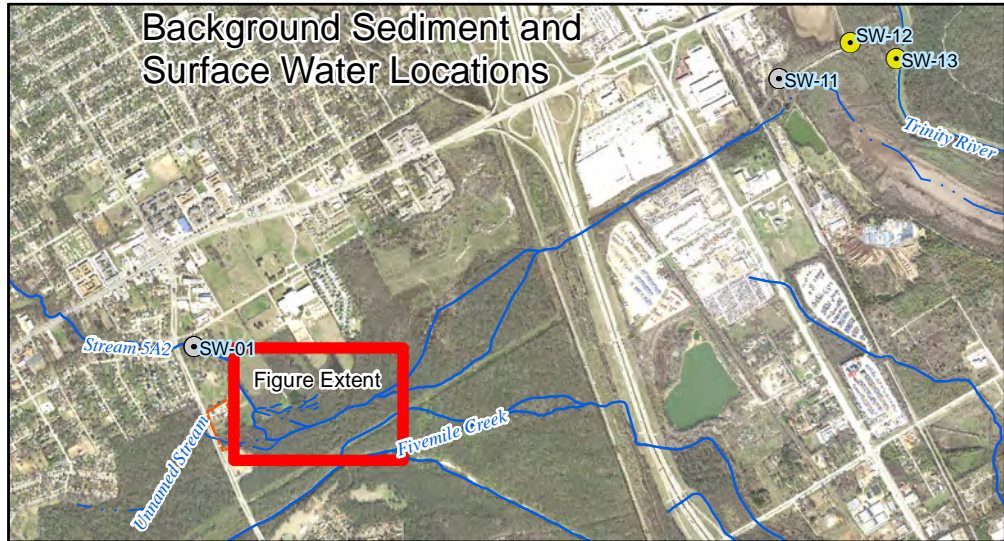 Background Sediment and
Surface Water Locations
SW-12
SW-13
SW-11
Trinity River
Stream 5A2
SW-01
Figure Extent
Unnamed Stream
Fivemile Creek